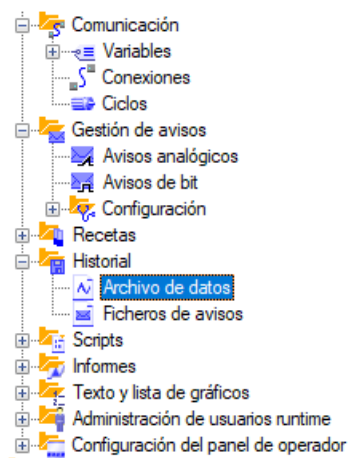 Comunicación
Variables
Conexiones
Ciclos
Gestión de avisos
Avisos analógicos
Avisos de bit
Configuración
Recetas
Historial
Archivo de datos
Ficheros de avisos
Scripts
Informes
Texto y lista de gráficos
Administración de usuarios runtime
Configuración del panel de operador